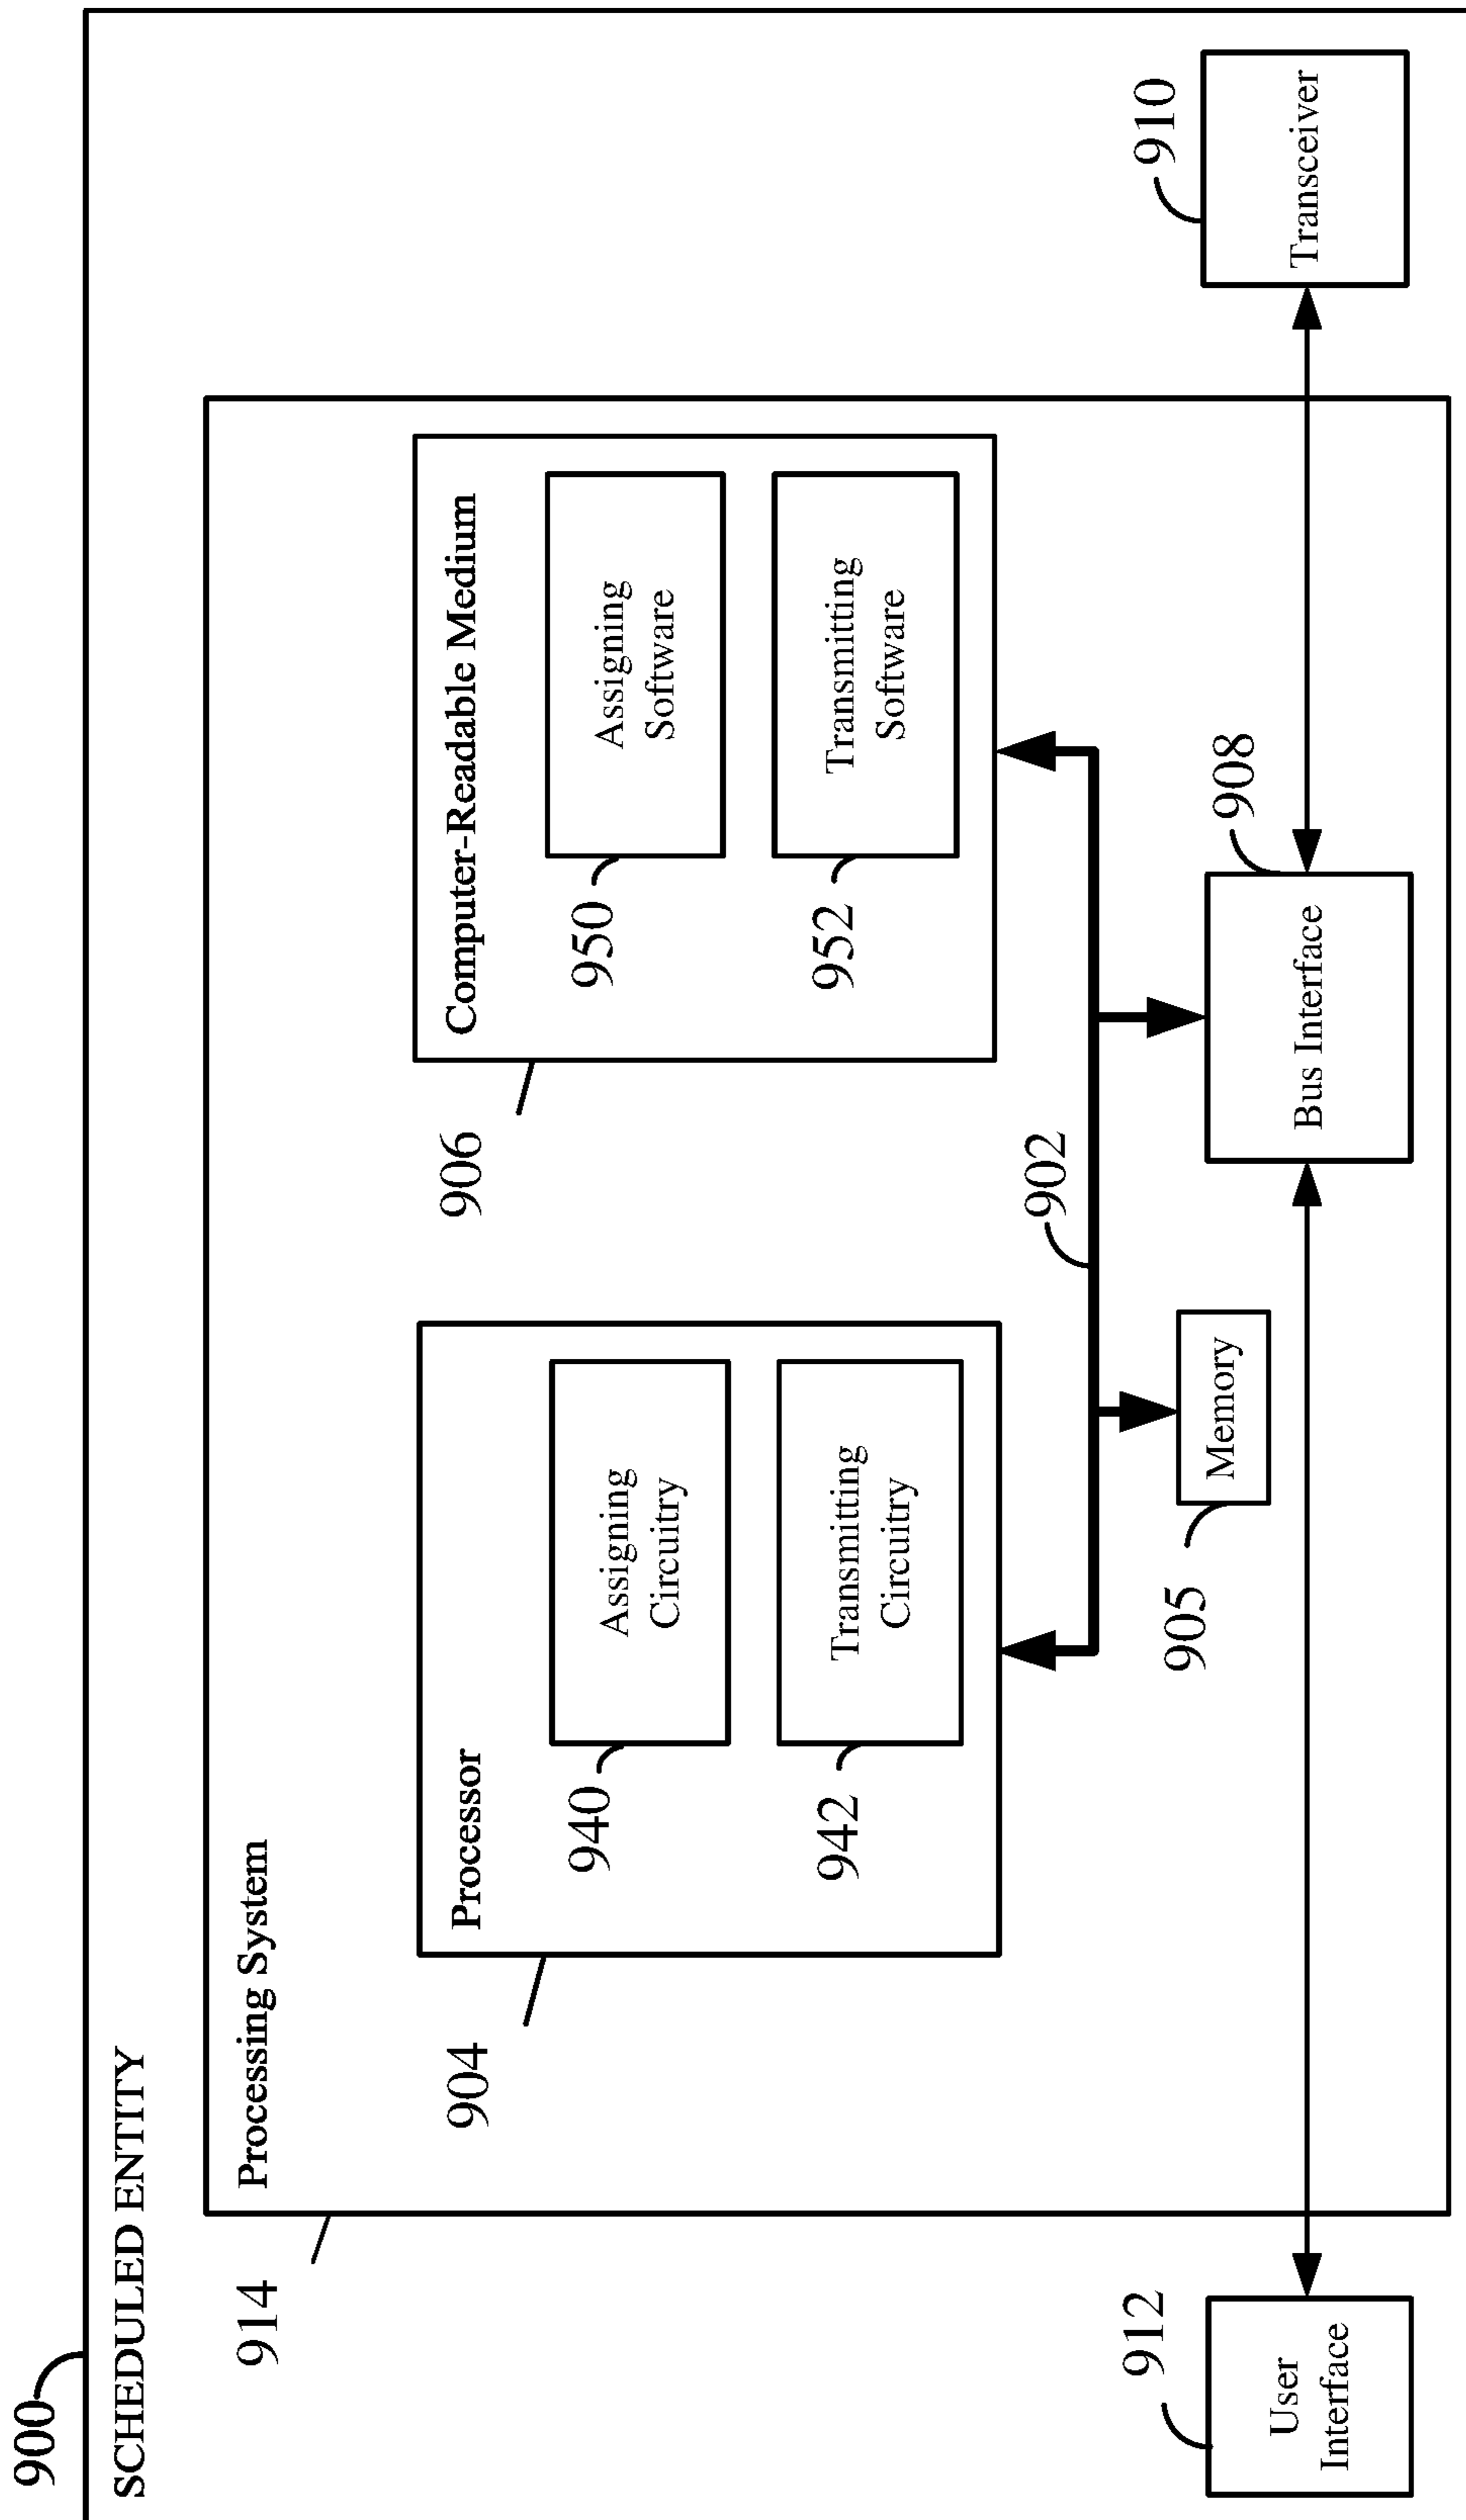 900
SCHEDULED ENTITY
914
Processing System
904
Processor
940
Assigning
Circuitry
942
Transmitting
Circuitry
906
Computer-Readable Medium
950
Assigning
Software
952
Transmitting
Software
902
905
Memory
908
Bus Interface
912
User
Interface
910
Transceiver